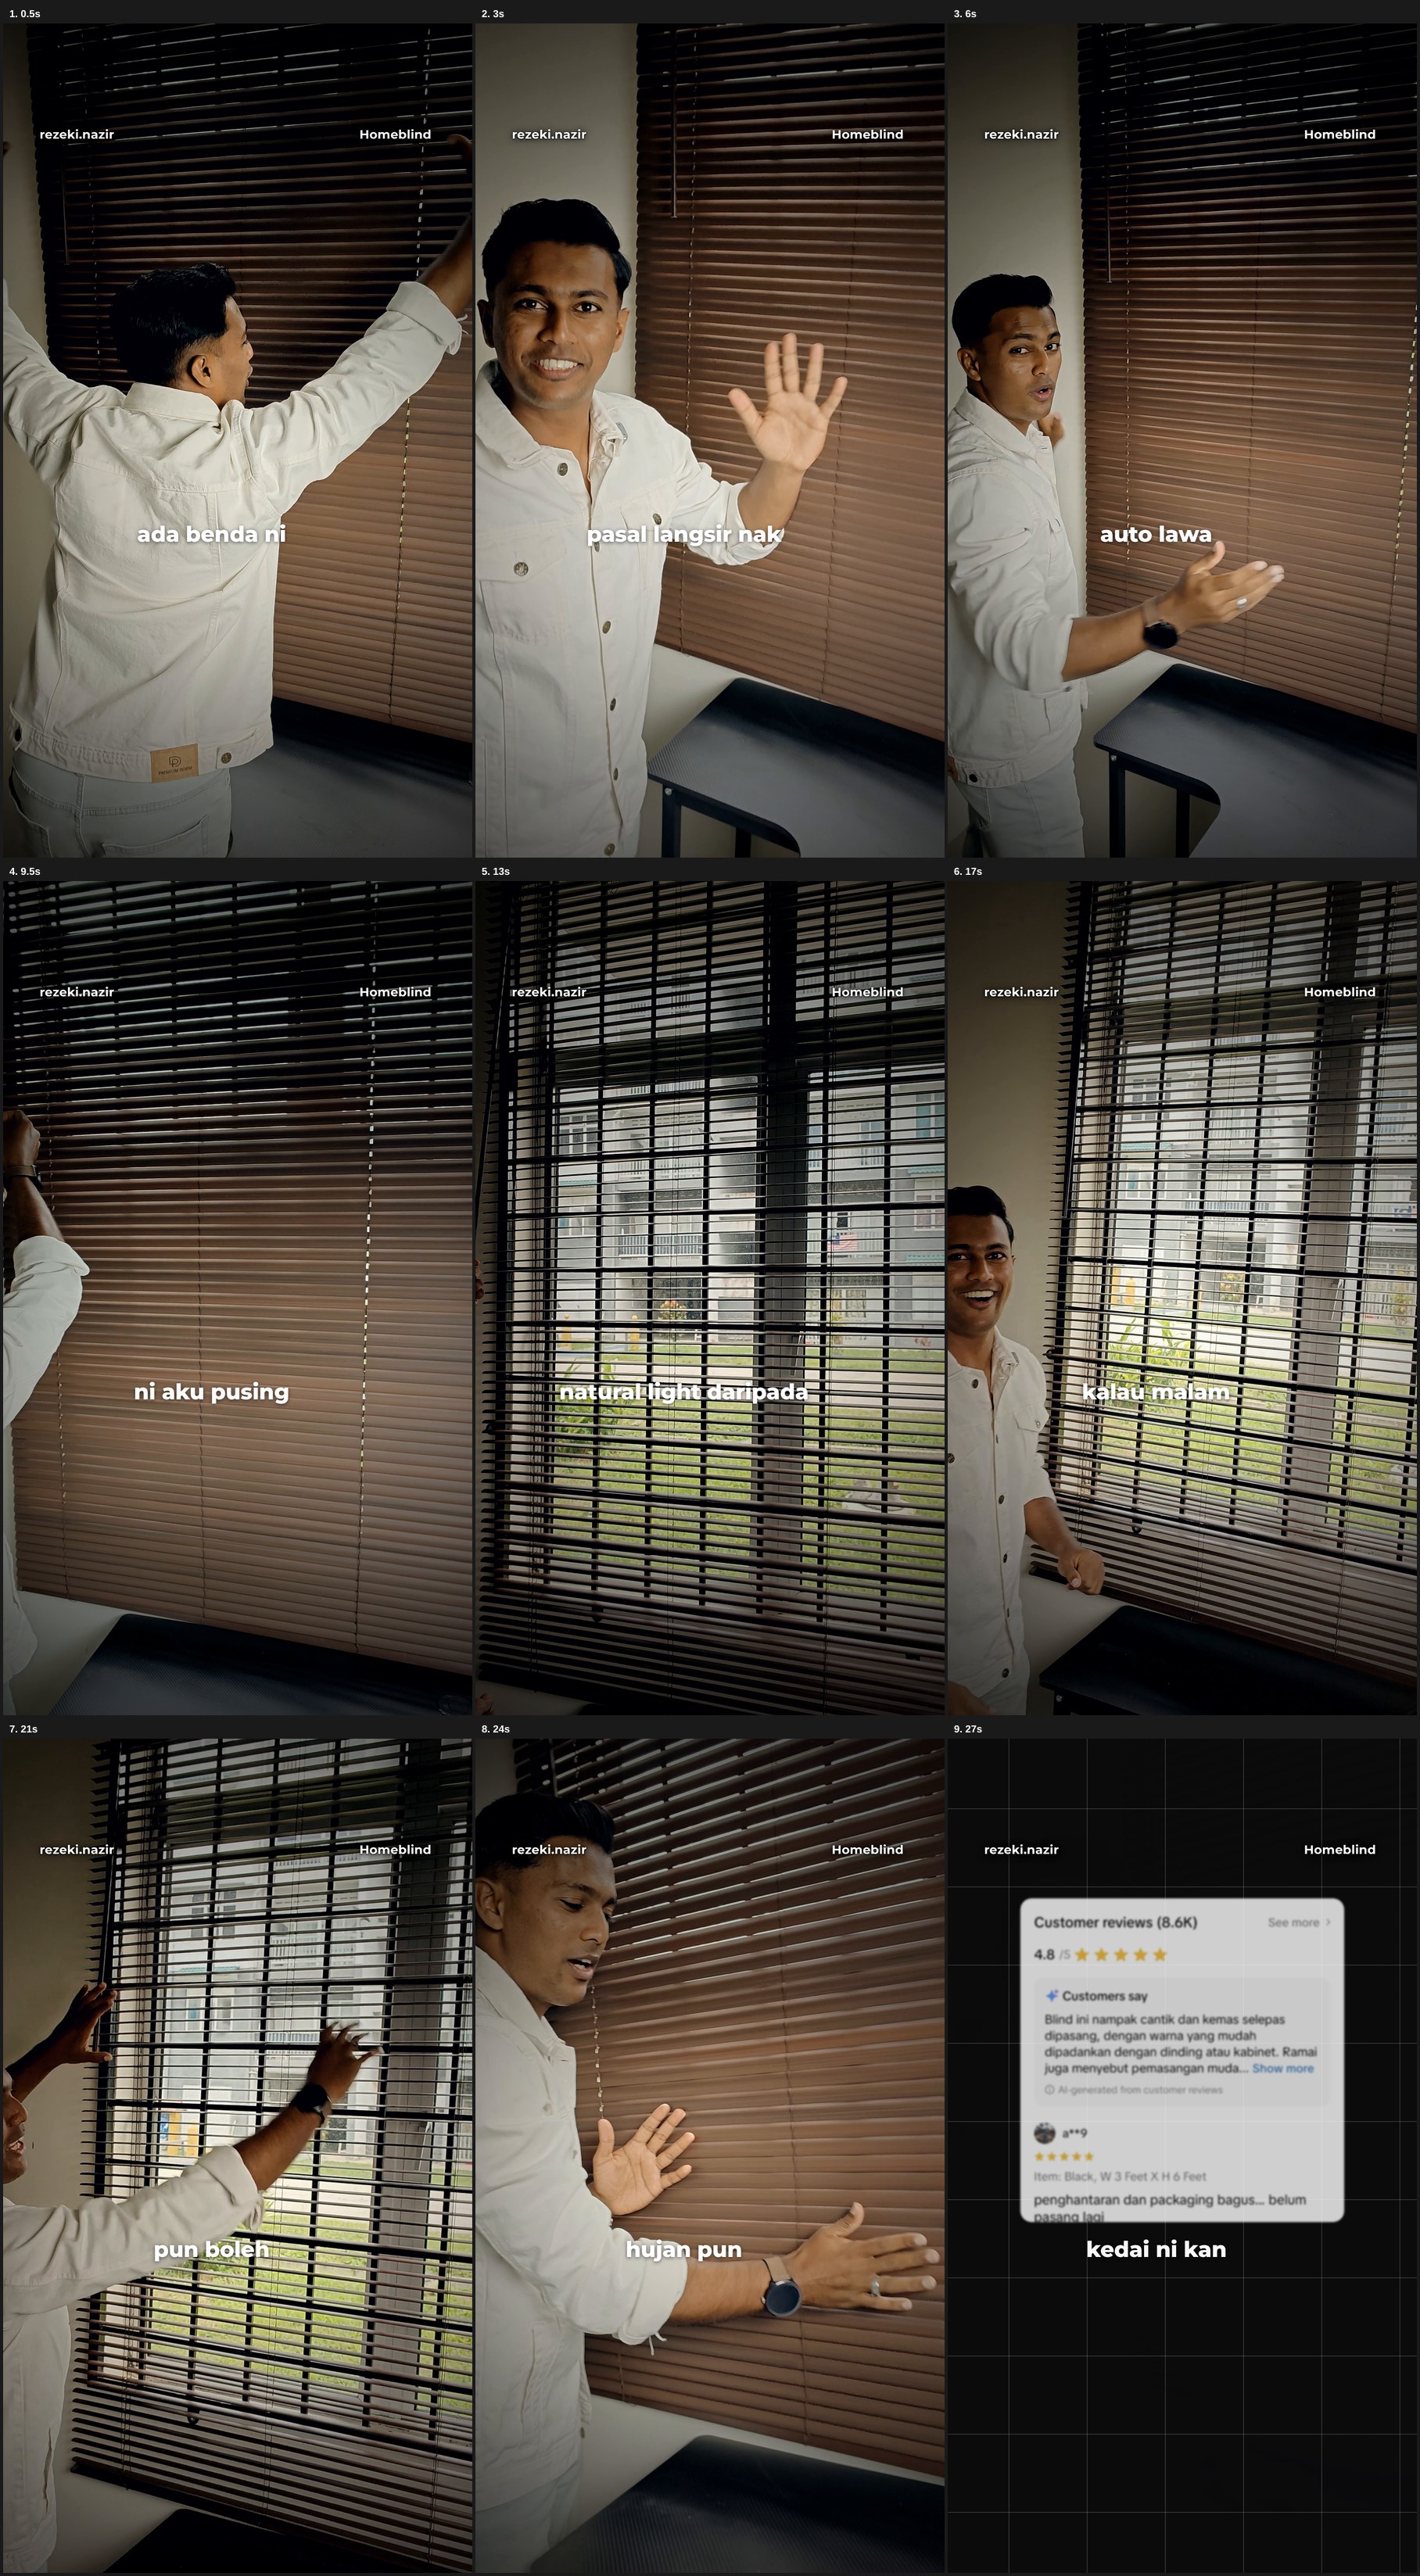 1. 0.5s
rezeki.nazir
Homeblind
ada benda ni
2. 3s
rezeki.nazir
Homeblind
pasal langsir nak
3. 6s
rezeki.nazir
Homeblind
auto lawa
4. 9.5s
rezeki.nazir
Homeblind
ni aku pusing
5. 13s
rezeki.nazir
Homeblind
natural light daripada
6. 17s
rezeki.nazir
Homeblind
kalau malam
7. 21s
rezeki.nazir
Homeblind
pun boleh
8. 24s
rezeki.nazir
Homeblind
hujan pun
9. 27s
rezeki.nazir
Homeblind
Customer reviews (8.6K)
See more >
4.8 /5 ★★★★★
Customers say
Blind ini nampak cantik dan kemas selepas
dipasang, dengan warna yang mudah
dipadankan dengan dinding atau kabinet. Ramai
juga menyebut pemasangan muda... Show more
AI-generated from customer reviews
a**9
★★★★★
Item: Black, W 3 Feet X H 6 Feet
penghantaran dan packaging bagus... belum
pasang lagi
kedai ni kan